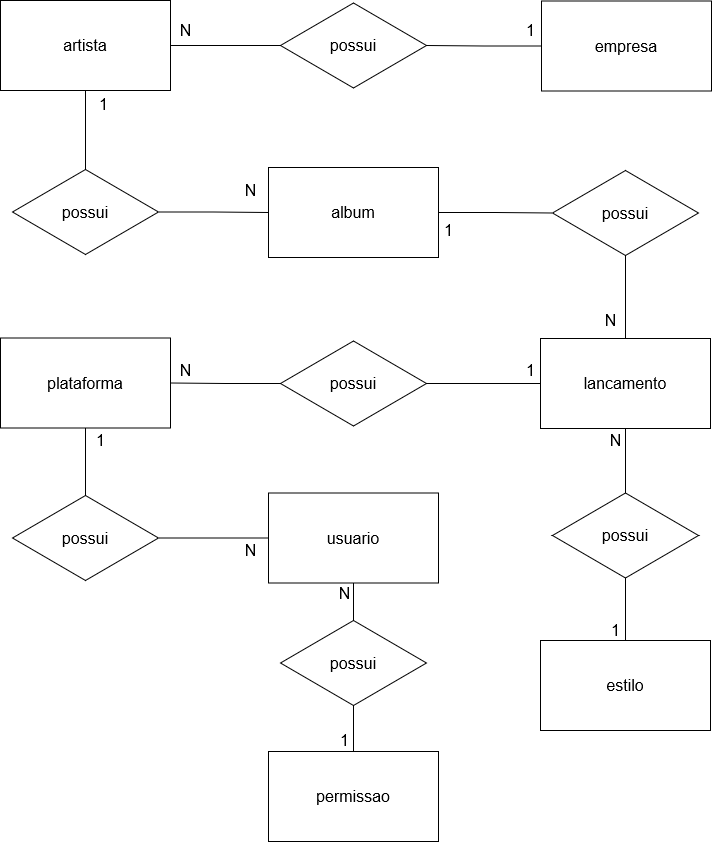 artista
N
possui
1
empresa
1
possui
N
album
1
possui
N
plataforma
N
possui
1
lancamento
1
N
possui
N
usuario
possui
N
possui
1
estilo
1
permissao